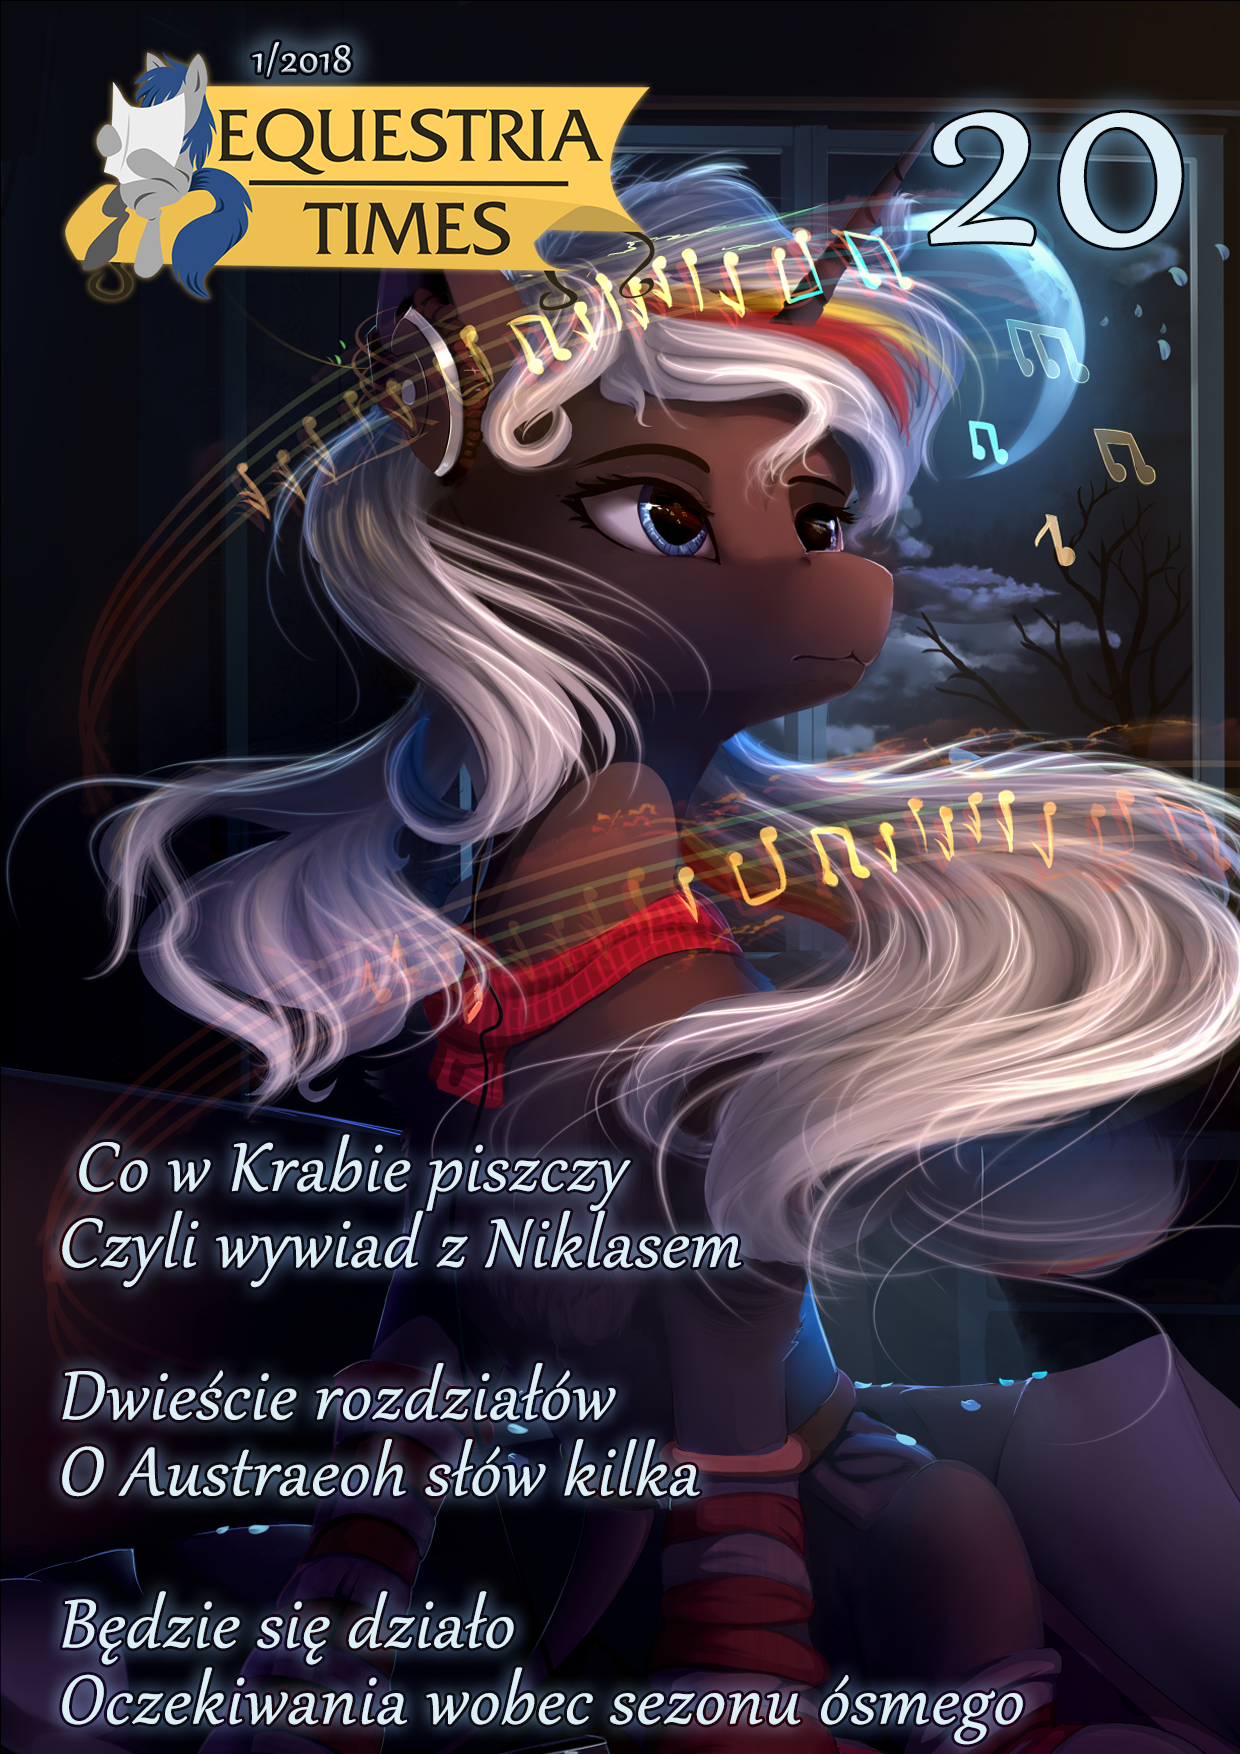 1/2018
EQUESTRIA
TIMES
20
Co w Krabie piszczy
Czyli wywiad z Niklasem
Dwieście rozdziałów
O Austraeoh słów kilka
Będzie się działo
Oczekiwania wobec sezonu ósmego